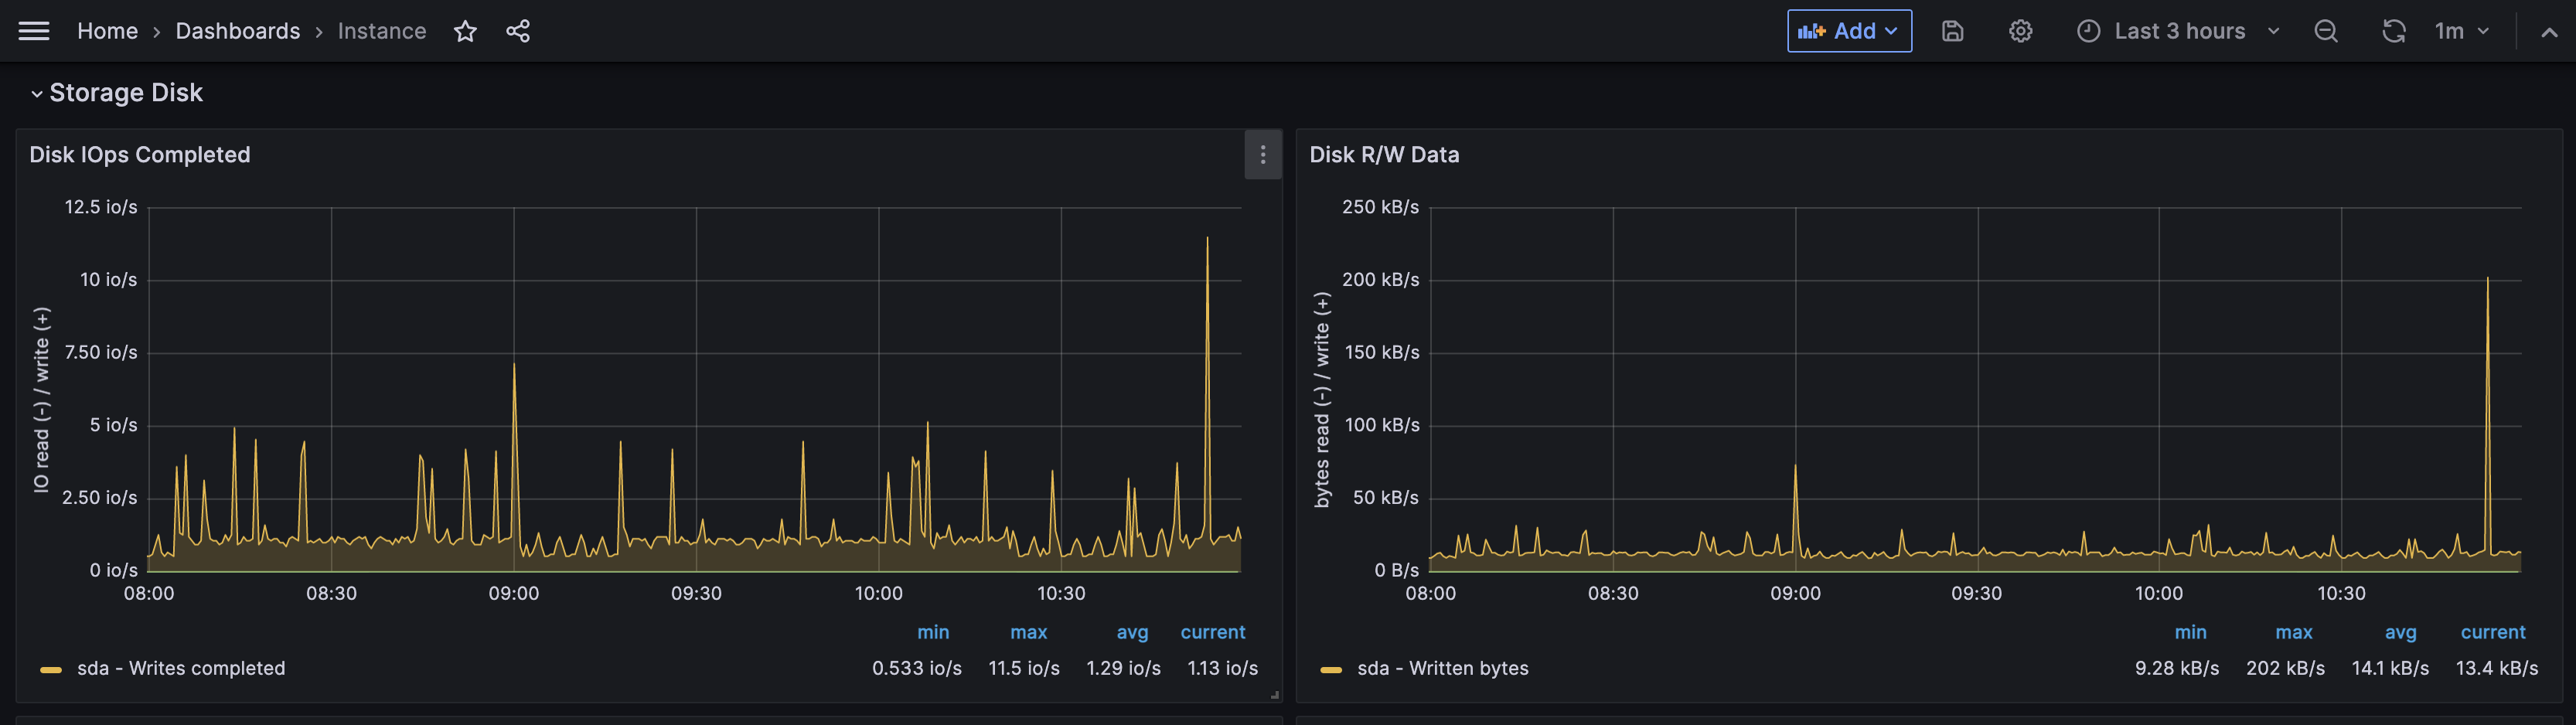 Home › Dashboards › Instance
Add
Last 3 hours
1m
Storage Disk
Disk IOps Completed
IO read (-) / write (+)
12.5 io/s
10 io/s
7.50 io/s
5 io/s
2.50 io/s
0 io/s
08:00 08:30 09:00 09:30 10:00 10:30
min max avg current
sda - Writes completed 0.533 io/s 11.5 io/s 1.29 io/s 1.13 io/s
Disk R/W Data
bytes read (-) / write (+)
250 kB/s
200 kB/s
150 kB/s
100 kB/s
50 kB/s
0 B/s
08:00 08:30 09:00 09:30 10:00 10:30
min max avg current
sda - Written bytes 9.28 kB/s 202 kB/s 14.1 kB/s 13.4 kB/s